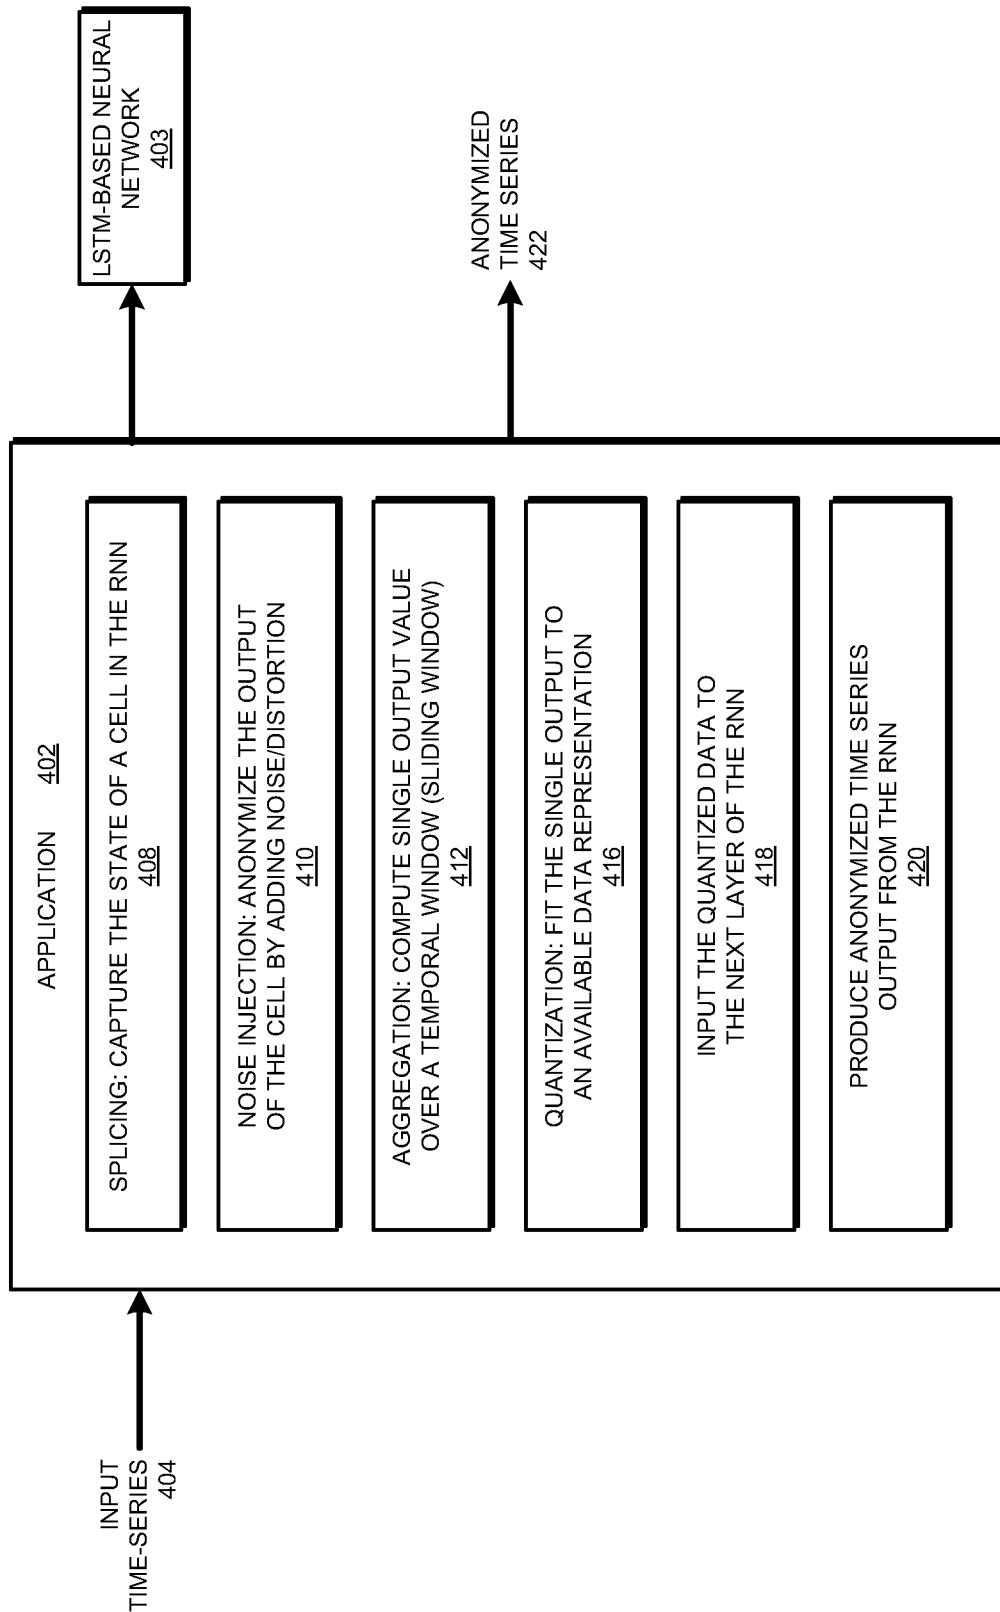 INPUT
TIME-SERIES
404
APPLICATION 402
SPLICING: CAPTURE THE STATE OF A CELL IN THE RNN
408
NOISE INJECTION: ANONYMIZE THE OUTPUT
OF THE CELL BY ADDING NOISE/DISTORTION
410
AGGREGATION: COMPUTE SINGLE OUTPUT VALUE
OVER A TEMPORAL WINDOW (SLIDING WINDOW)
412
QUANTIZATION: FIT THE SINGLE OUTPUT TO
AN AVAILABLE DATA REPRESENTATION
416
INPUT THE QUANTIZED DATA TO
THE NEXT LAYER OF THE RNN
418
PRODUCE ANONYMIZED TIME SERIES
OUTPUT FROM THE RNN
420
LSTM-BASED NEURAL
NETWORK
403
ANONYMIZED
TIME SERIES
422